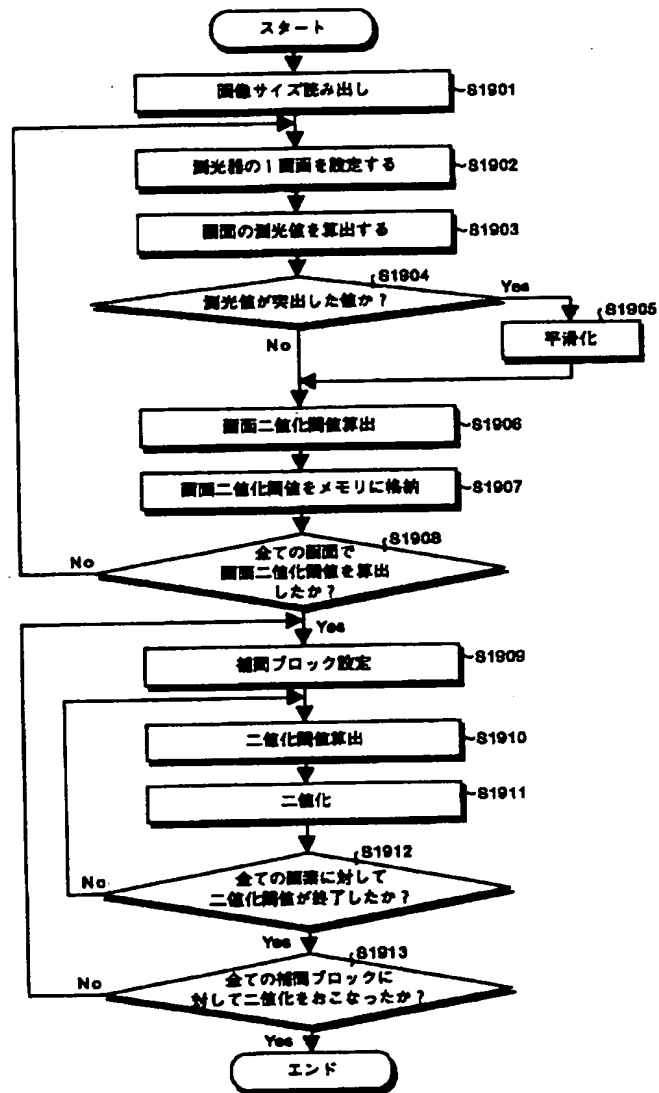 スタート
画像サイズ読み出し
S1901
測光器の1画面を設定する
S1902
画面の測光値を算出する
S1903
S1904
測光値が突出した値か？
Yes
S1905
平滑化
No
画面二値化閾値算出
S1906
画面二値化閾値をメモリに格納
S1907
S1908
No
全ての画面で
画面二値化閾値を算出
したか？
Yes
補間ブロック設定
S1909
二値化閾値算出
S1910
二値化
S1911
S1912
No
全ての画素に対して
二値化閾値が終了したか？
Yes
S1913
No
全ての補間ブロックに
対して二値化をおこなったか？
Yes
エンド